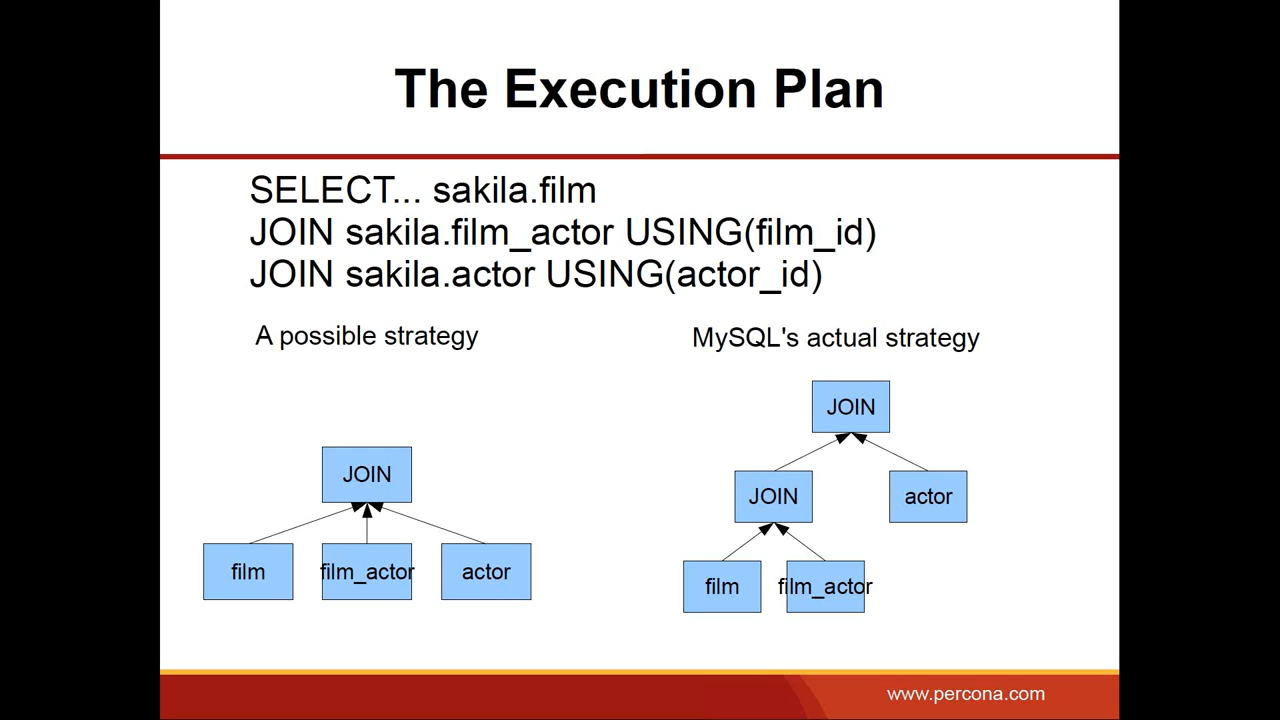 The Execution Plan
SELECT... sakila.film
JOIN sakila.film_actor USING(film_id)
JOIN sakila.actor USING(actor_id)
A possible strategy
JOIN
film
film_actor
actor
MySQL's actual strategy
JOIN
JOIN
actor
film
film_actor
www.percona.com